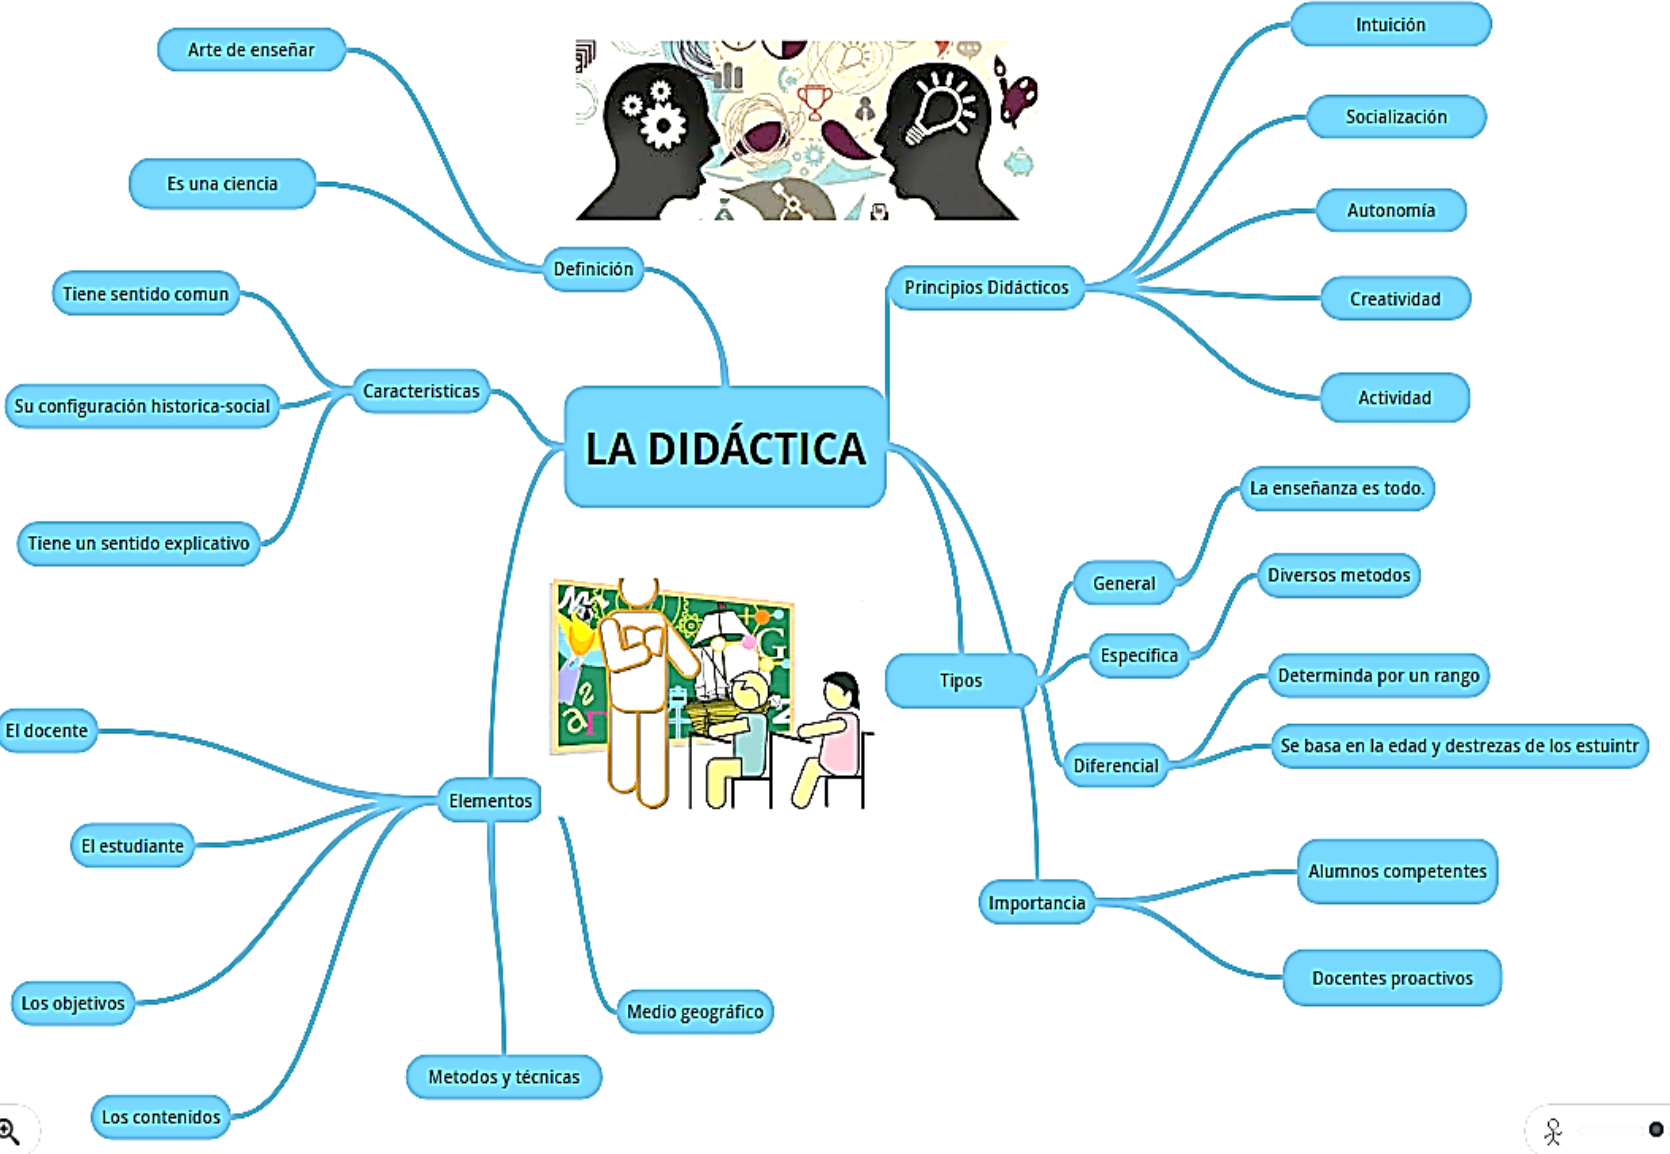 Arte de enseñar
Es una ciencia
Definición
Tiene sentido comun
Su configuración historica-social
Tiene un sentido explicativo
Caracteristicas
LA DIDÁCTICA
Principios Didácticos
Intuición
Socialización
Autonomía
Creatividad
Actividad
La enseñanza es todo.
General
Diversos metodos
Específica
Tipos
Determinda por un rango
Se basa en la edad y destrezas de los estuintr
Diferencial
Importancia
Alumnos competentes
Docentes proactivos
El docente
Elementos
El estudiante
Los objetivos
Los contenidos
Metodos y técnicas
Medio geográfico